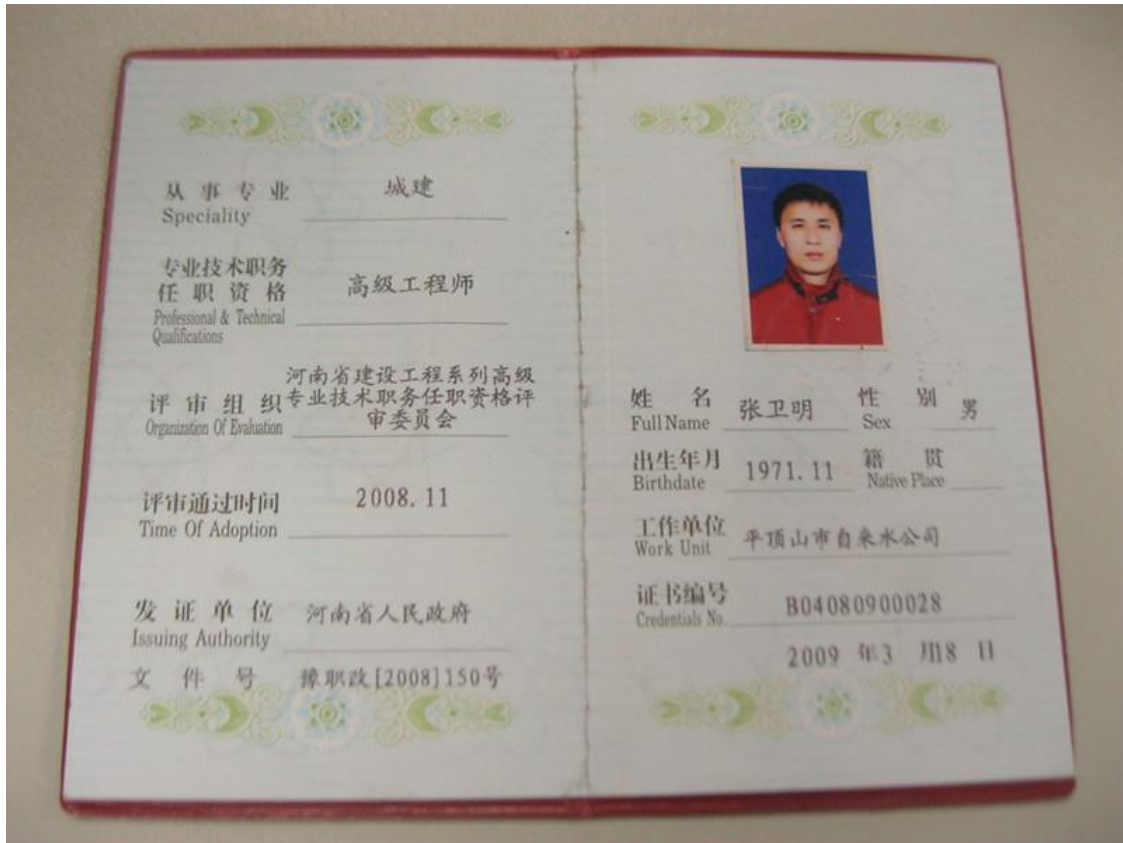 从事专业 城建
Speciality
专业技术职务
任职资格 高级工程师
Professional & Technical
Qualifications
河南省建设工程系列高级
评审组织 专业技术职务任职资格评
Organization Of Evaluation 审委员会
评审通过时间 2008.11
Time Of Adoption
发证单位 河南省人民政府
Issuing Authority
文件号 豫职改[2008]150号
姓名 张卫明 性别 男
Full Name Sex
出生年月 1971.11 籍贯
Birthdate Native Place
工作单位 平顶山市自来水公司
Work Unit
证书编号 B04080900028
Credentials No.
2009 年3 月18 日